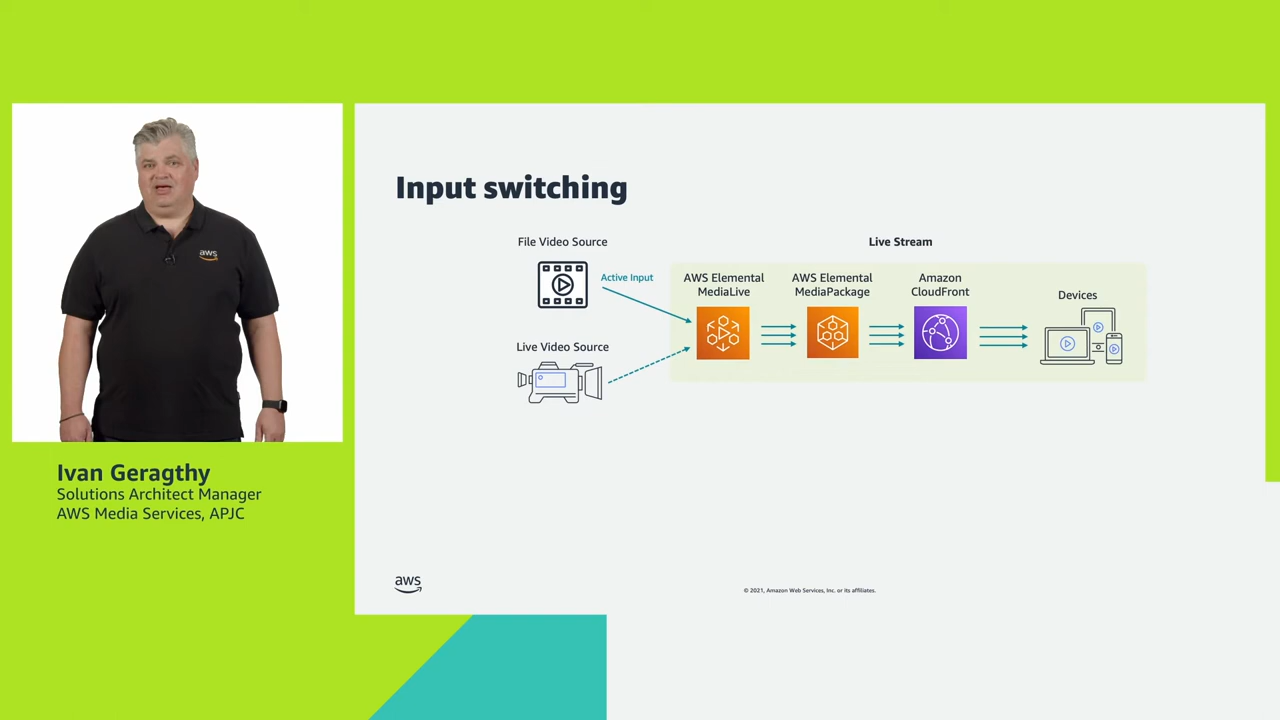 aws
Ivan Geragthy
Solutions Architect Manager
AWS Media Services, APJC
Input switching
File Video Source
Active Input
Live Video Source
Live Stream
AWS Elemental
MediaLive
AWS Elemental
MediaPackage
Amazon
CloudFront
Devices
aws
© 2021, Amazon Web Services, Inc. or its affiliates.